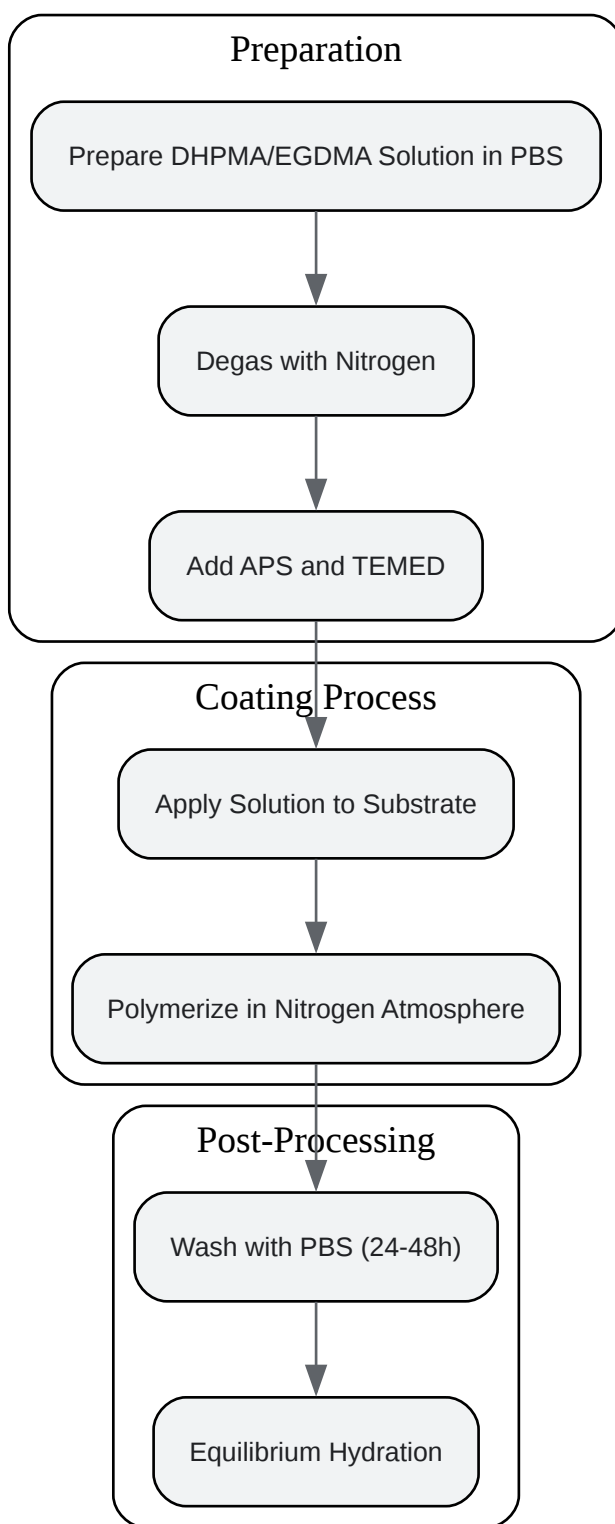 Preparation
Prepare DHPMA/EGDMA Solution in PBS
Degas with Nitrogen
Add APS and TEMED
Coating Process
Apply Solution to Substrate
Polymerize in Nitrogen Atmosphere
Post-Processing
Wash with PBS (24-48h)
Equilibrium Hydration